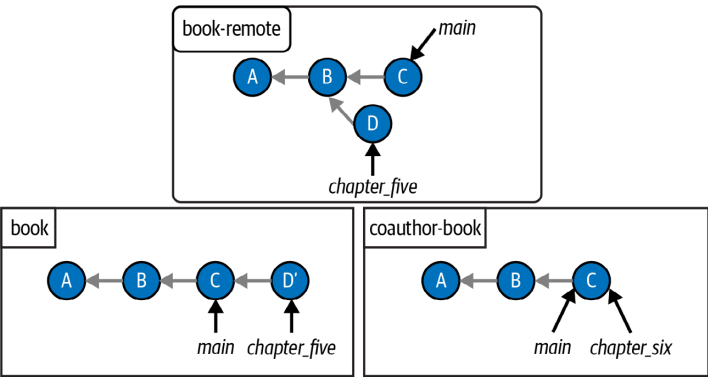 book-remote
main
A
B
C
D
chapter_five
book
A
B
C
D'
main
chapter_five
coauthor-book
A
B
C
main
chapter_six